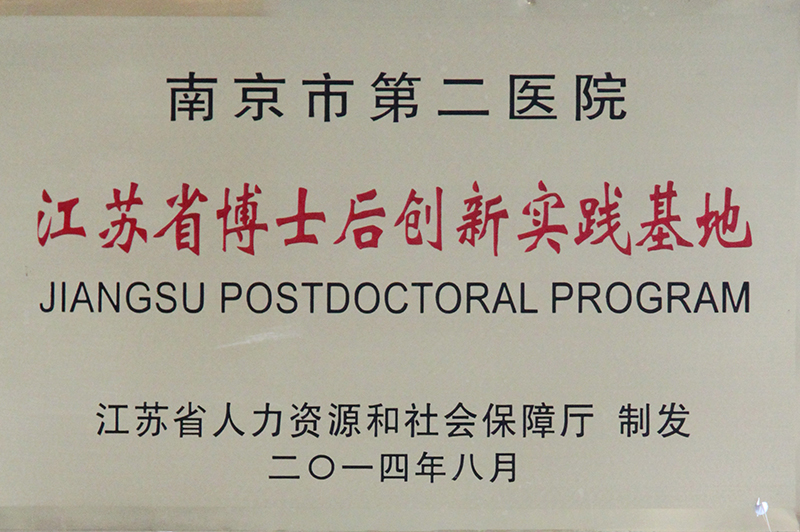 南京市第二医院
江苏省博士后创新实践基地
JIANGSU POSTDOCTORAL PROGRAM
江苏省人力资源和社会保障厅 制发
二〇一四年八月